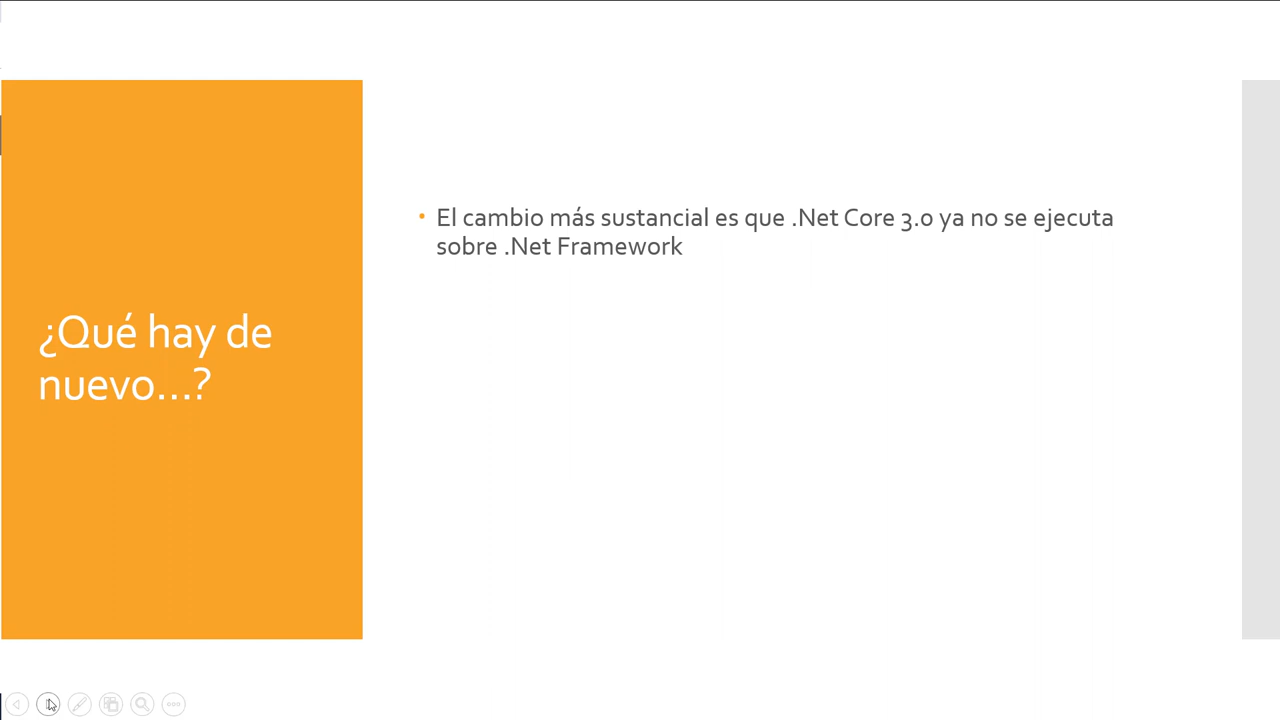 ¿Qué hay de
nuevo...?
• El cambio más sustancial es que .Net Core 3.0 ya no se ejecuta
sobre .Net Framework